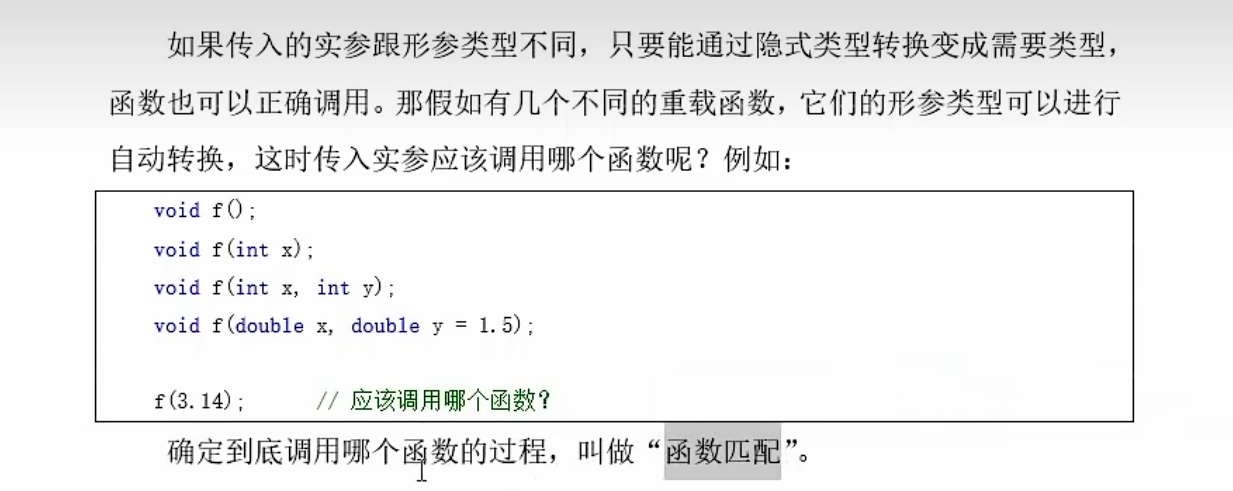 如果传入的实参跟形参类型不同，只要能通过隐式类型转换变成需要类型，
函数也可以正确调用。那假如有几个不同的重载函数，它们的形参类型可以进行
自动转换，这时传入实参应该调用哪个函数呢？例如：
void f();
void f(int x);
void f(int x, int y);
void f(double x, double y = 1.5);
f(3.14);      // 应该调用哪个函数？
确定到底调用哪个函数的过程，叫做“函数匹配”。